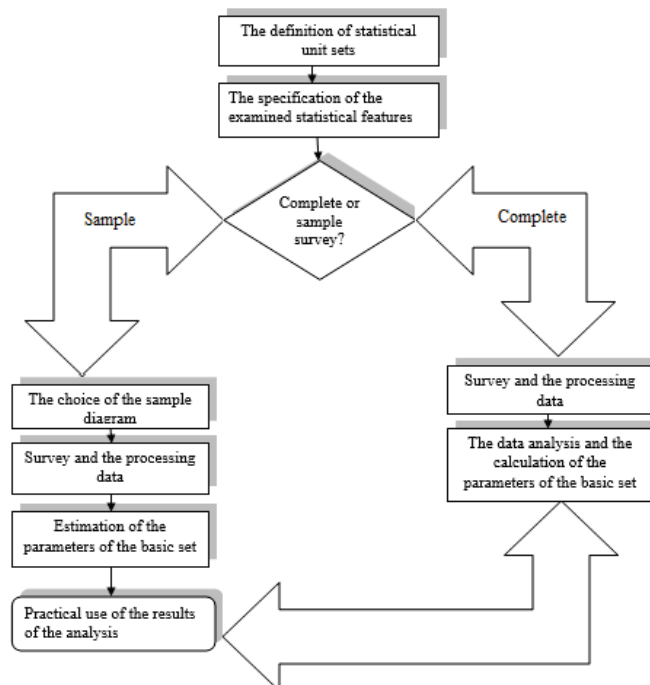 The definition of statistical
unit sets
The specification of the
examined statistical features
Complete or
sample
survey?
Sample
Complete
The choice of the sample
diagram
Survey and the processing
data
Estimation of the
parameters of the basic set
Practical use of the results
of the analysis
Survey and the processing
data
The data analysis and the
calculation of the
parameters of the basic set